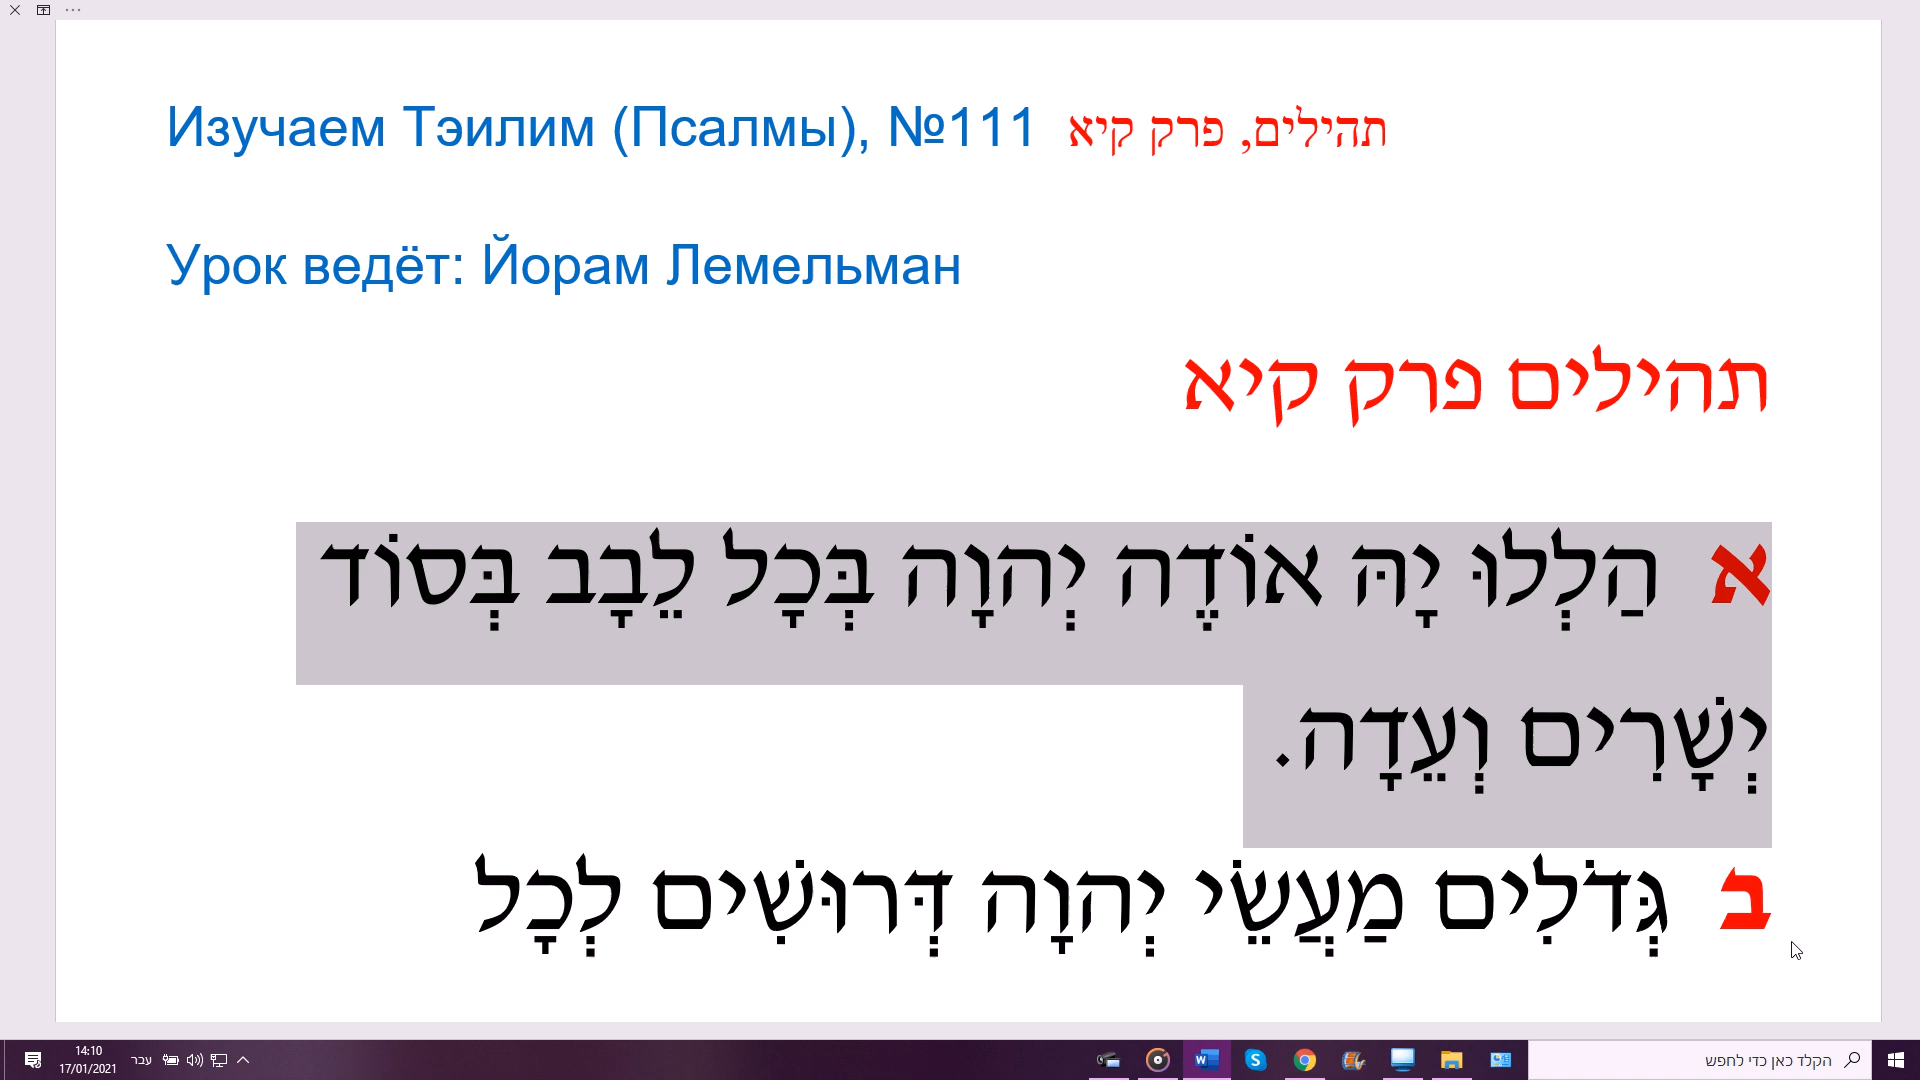 Изучаем Тэилим (Псалмы), №111 תהילים, פרק קיא
Урок ведёт: Йорам Лемельман
תהילים פרק קיא
א הַלְלוּ יָהּ אוֹדֶה יְהוָה בְּכָל לֵבָב בְּסוֹד
יְשָׁרִים וְעֵדָה.
ב גְּדֹלִים מַעֲשֵׂי יְהוָה דְּרוּשִׁים לְכָל
14:10
17/01/2021
עבר
הקלד כאן כדי לחפש